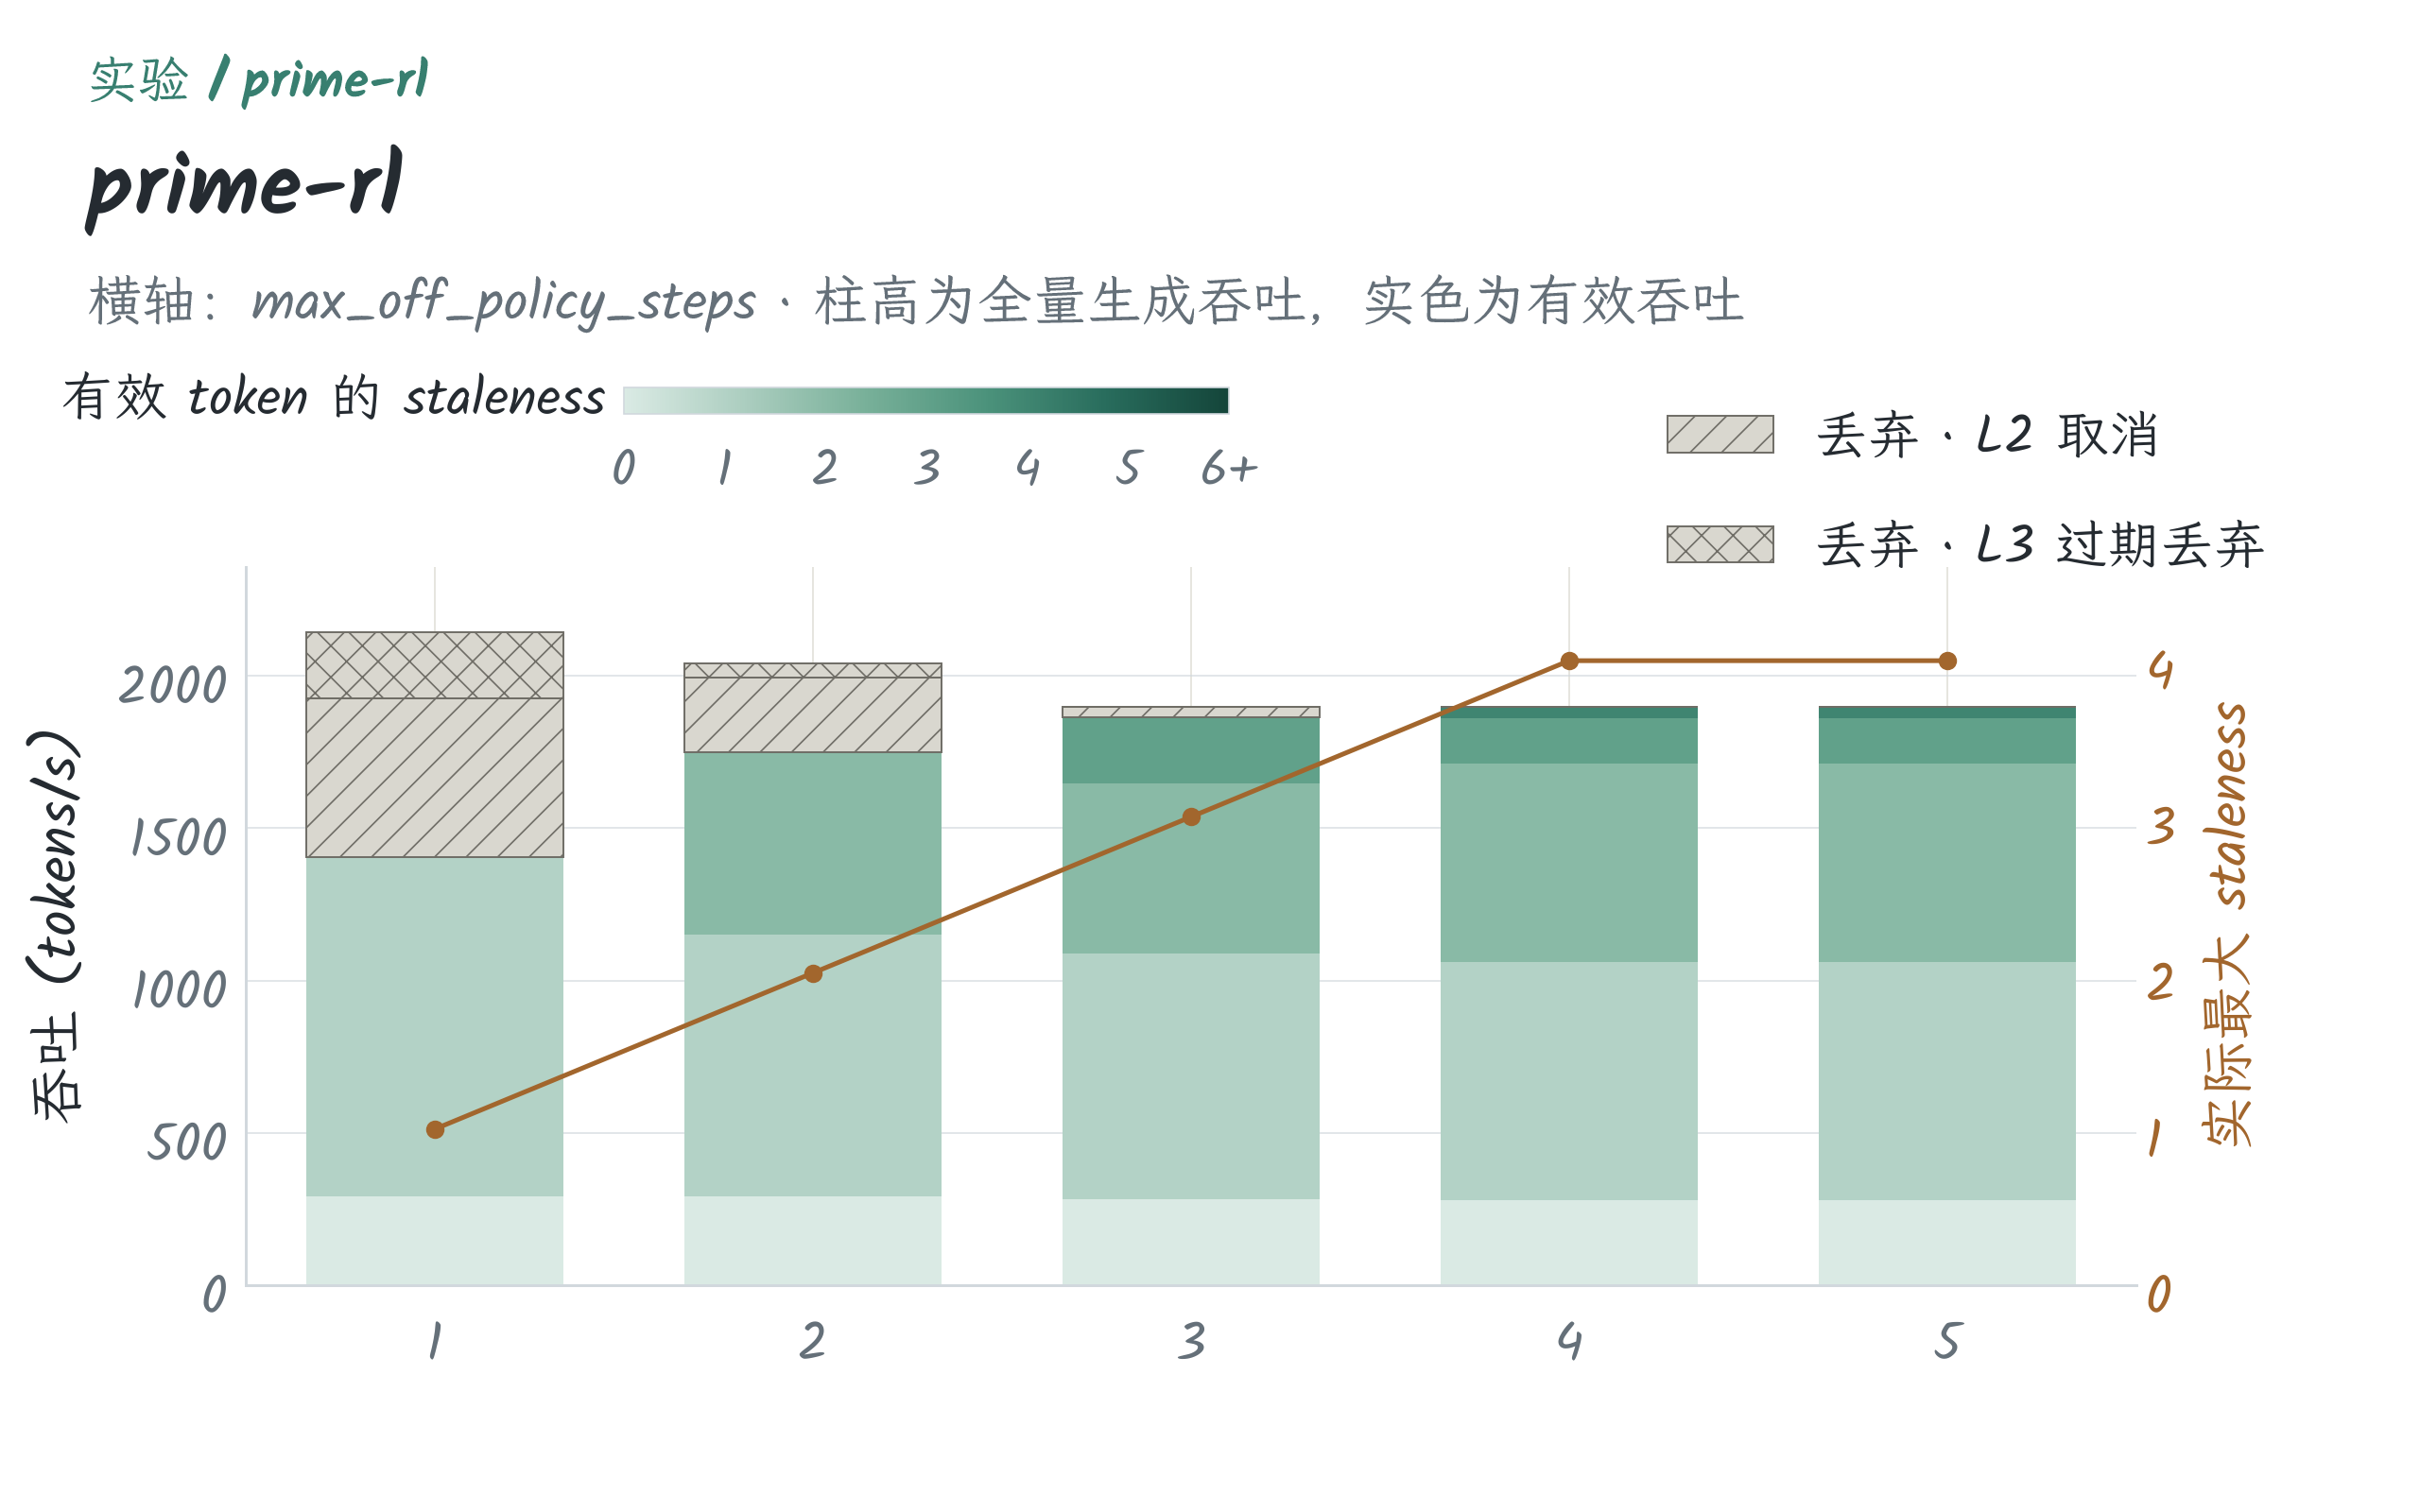 实验 / prime-rl
prime-rl
横轴：max_off_policy_steps · 柱高为全量生成吞吐，实色为有效吞吐
有效 token 的 staleness
0 1 2 3 4 5 6+
丢弃 · L2 取消
丢弃 · L3 过期丢弃
吞吐 (tokens/s)
2000
1500
1000
500
0
1 2 3 4 5
4
3
2
1
0
实际最大 staleness